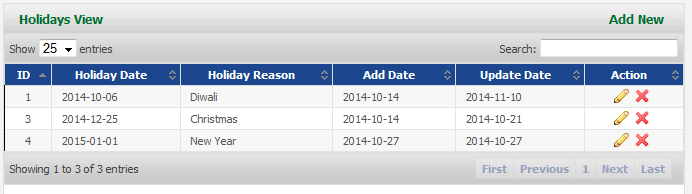 Holidays View Add New
Show 25 entries Search:
ID Holiday Date Holiday Reason Add Date Update Date Action
1 2014-10-06 Diwali 2014-10-14 2014-11-10
3 2014-12-25 Christmas 2014-10-14 2014-10-21
4 2015-01-01 New Year 2014-10-27 2014-10-27
Showing 1 to 3 of 3 entries First Previous 1 Next Last